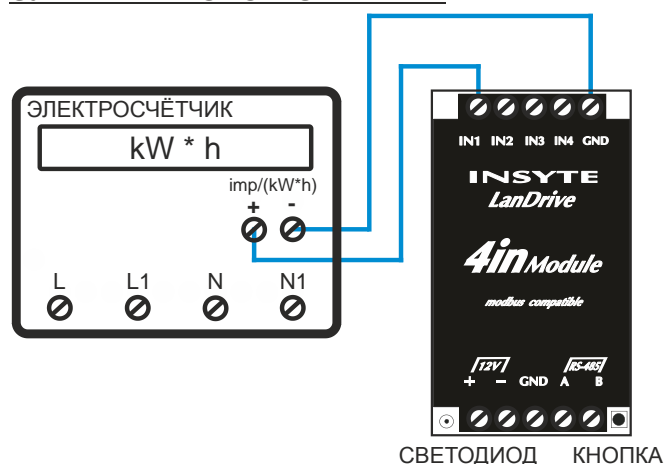 ЭЛЕКТРОСЧЁТЧИК
kW * h
imp/(kW*h)
+ -
L L1 N N1
IN1 IN2 IN3 IN4 GND
INSYTE
LanDrive
4in Module
modbus compatible
12V RS-485
+ - GND A B
СВЕТОДИОД КНОПКА